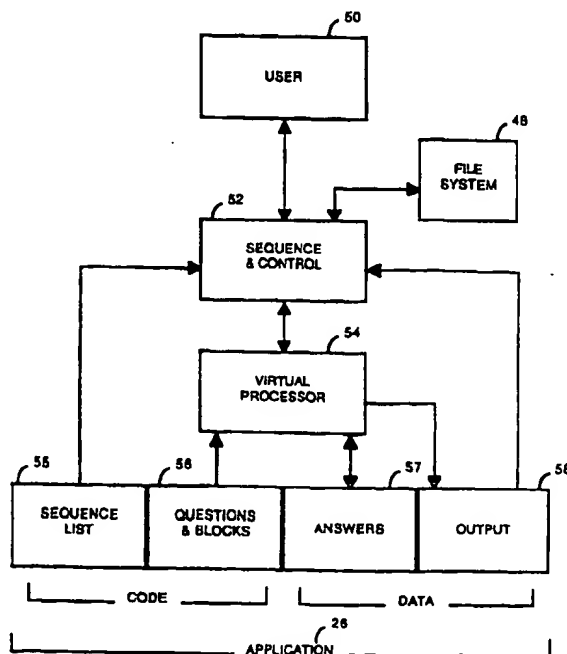 50
USER
48
FILE
SYSTEM
52
SEQUENCE
& CONTROL
54
VIRTUAL
PROCESSOR
55
56
57
58
SEQUENCE
LIST
QUESTIONS
& BLOCKS
ANSWERS
OUTPUT
CODE
DATA
26
APPLICATION